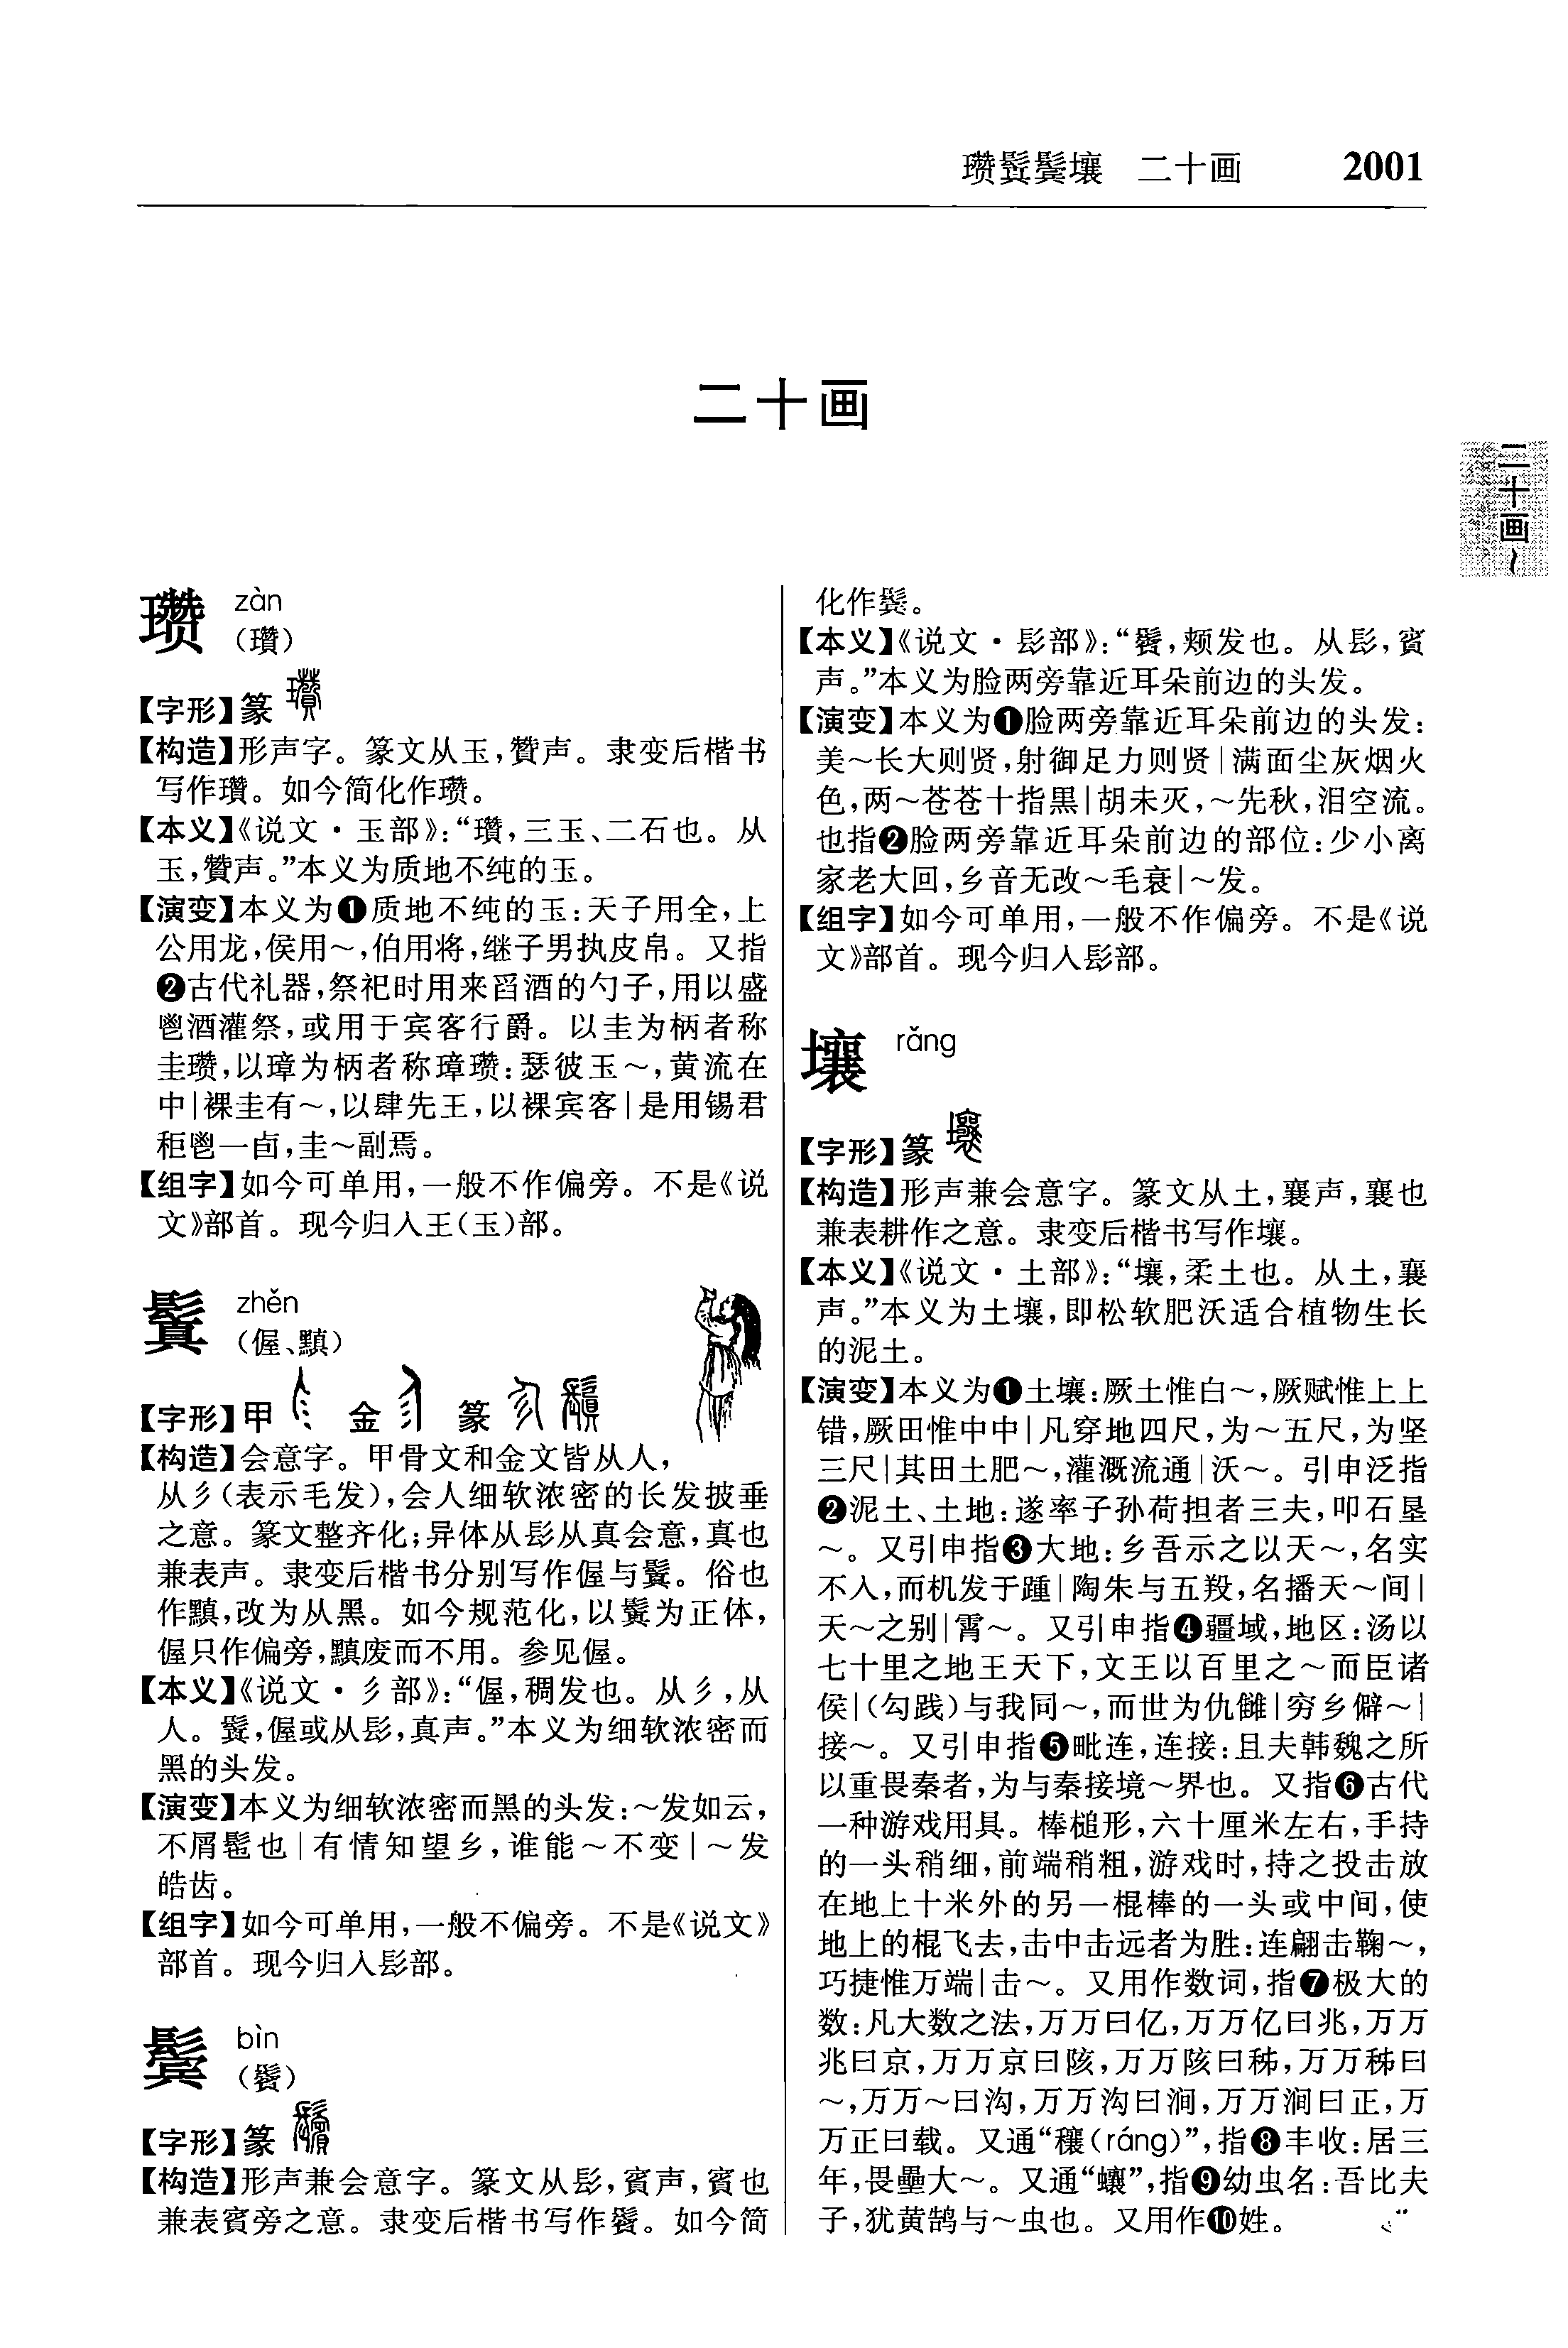 瓒鬒鬓壤　二十画　2001
二十画
二十画～
瓒 zàn
（瓚）
【字形】篆
【构造】形声字。篆文从玉，贊声。隶变后楷书
写作瓚。如今简化作瓒。
【本义】《说文·玉部》：“瓚，三玉、二石也。从
玉，贊声。”本义为质地不纯的玉。
【演变】本义为❶质地不纯的玉：天子用全，上
公用龙，侯用～，伯用将，继子男执皮帛。又指
❷古代礼器，祭祀时用来舀酒的勺子，用以盛
鬯酒灌祭，或用于宾客行爵。以圭为柄者称
圭瓒，以璋为柄者称璋瓒：瑟彼玉～，黄流在
中|裸圭有～，以肆先王，以裸宾客|是用锡君
秬鬯一卣，圭～副焉。
【组字】如今可单用，一般不作偏旁。不是《说
文》部首。现今归入王（玉）部。
鬒 zhěn
（㐱、黰）
【字形】甲 金 篆
【构造】会意字。甲骨文和金文皆从人，
从彡（表示毛发），会人细软浓密的长发披垂
之意。篆文整齐化；异体从髟从真会意，真也
兼表声。隶变后楷书分别写作㐱与鬒。俗也
作黰，改为从黑。如今规范化，以鬒为正体，
㐱只作偏旁，黰废而不用。参见㐱。
【本义】《说文·彡部》：“㐱，稠发也。从彡，从
人。鬒，㐱或从髟，真声。”本义为细软浓密而
黑的头发。
【演变】本义为细软浓密而黑的头发：～发如云，
不屑髢也|有情知望乡，谁能～不变|～发
皓齿。
【组字】如今可单用，一般不偏旁。不是《说文》
部首。现今归入髟部。
鬓 bìn
（鬢）
【字形】篆
【构造】形声兼会意字。篆文从髟，賓声，賓也
兼表賓旁之意。隶变后楷书写作鬢。如今简
化作鬓。
【本义】《说文·髟部》：“鬢，颊发也。从髟，賓
声。”本义为脸两旁靠近耳朵前边的头发。
【演变】本义为❶脸两旁靠近耳朵前边的头发：
美～长大则贤，射御足力则贤|满面尘灰烟火
色，两～苍苍十指黑|胡未灭，～先秋，泪空流。
也指❷脸两旁靠近耳朵前边的部位：少小离
家老大回，乡音无改～毛衰|～发。
【组字】如今可单用，一般不作偏旁。不是《说
文》部首。现今归入髟部。
壤 rǎng
【字形】篆
【构造】形声兼会意字。篆文从土，襄声，襄也
兼表耕作之意。隶变后楷书写作壤。
【本义】《说文·土部》：“壤，柔土也。从土，襄
声。”本义为土壤，即松软肥沃适合植物生长
的泥土。
【演变】本义为❶土壤：厥土惟白～，厥赋惟上上
错，厥田惟中中|凡穿地四尺，为～五尺，为坚
三尺|其田土肥～，灌溉流通|沃～。引申泛指
❷泥土、土地：遂率子孙荷担者三夫，叩石垦
～。又引申指❸大地：乡吾示之以天～，名实
不入，而机发于踵|陶朱与五羖，名播天～间|
天～之别|霄～。又引申指❹疆域，地区：汤以
七十里之地王天下，文王以百里之～而臣诸
侯|（勾践）与我同～，而世为仇雠|穷乡僻～|
接～。又引申指❺毗连，连接：且夫韩魏之所
以重畏秦者，为与秦接境～界也。又指❻古代
一种游戏用具。棒槌形，六十厘米左右，手持
的一头稍细，前端稍粗，游戏时，持之投击放
在地上十米外的另一棍棒的一头或中间，使
地上的棍飞去，击中击远者为胜：连翩击鞠～，
巧捷惟万端|击～。又用作数词，指❼极大的
数：凡大数之法，万万曰亿，万万亿曰兆，万万
兆曰京，万万京曰陔，万万陔曰秭，万万秭曰
～，万万～曰沟，万万沟曰涧，万万涧曰正，万
万正曰载。又通“穰（ráng）”，指❽丰收：居三
年，畏壘大～。又通“蠰”，指❾幼虫名：吾比夫
子，犹黄鹄与～虫也。又用作❿姓。